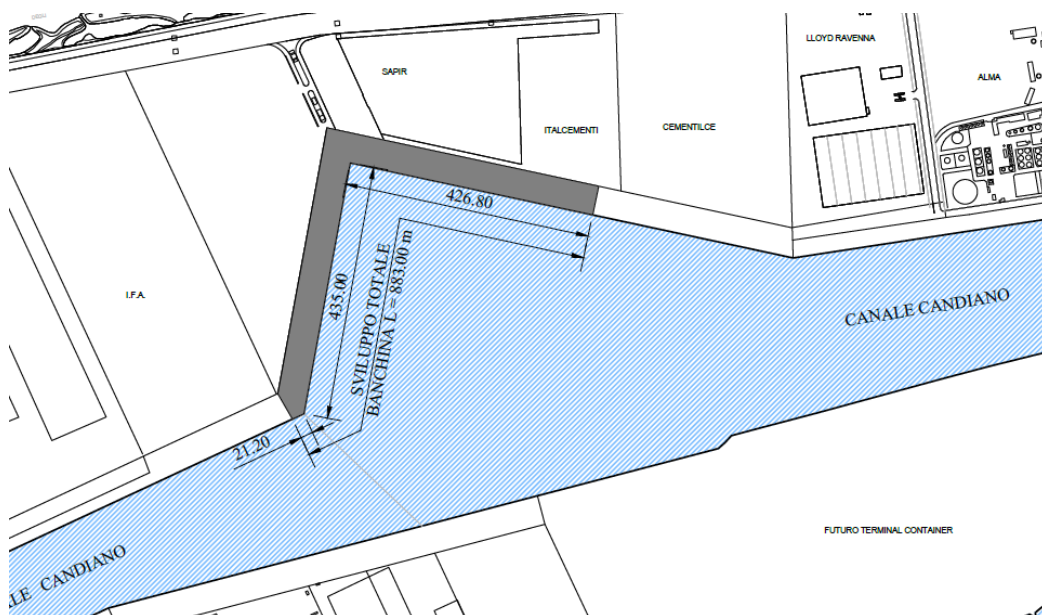 LLOYD RAVENNA
SAPIR
ALMA
ITALCEMENTI
CEMENTILCE
426.80
435.00
SVILUPPO TOTALE
BANCHINA L = 883.00 m
I.F.A.
CANALE CANDIANO
21.20
FUTURO TERMINAL CONTAINER
ALE CANDIANO